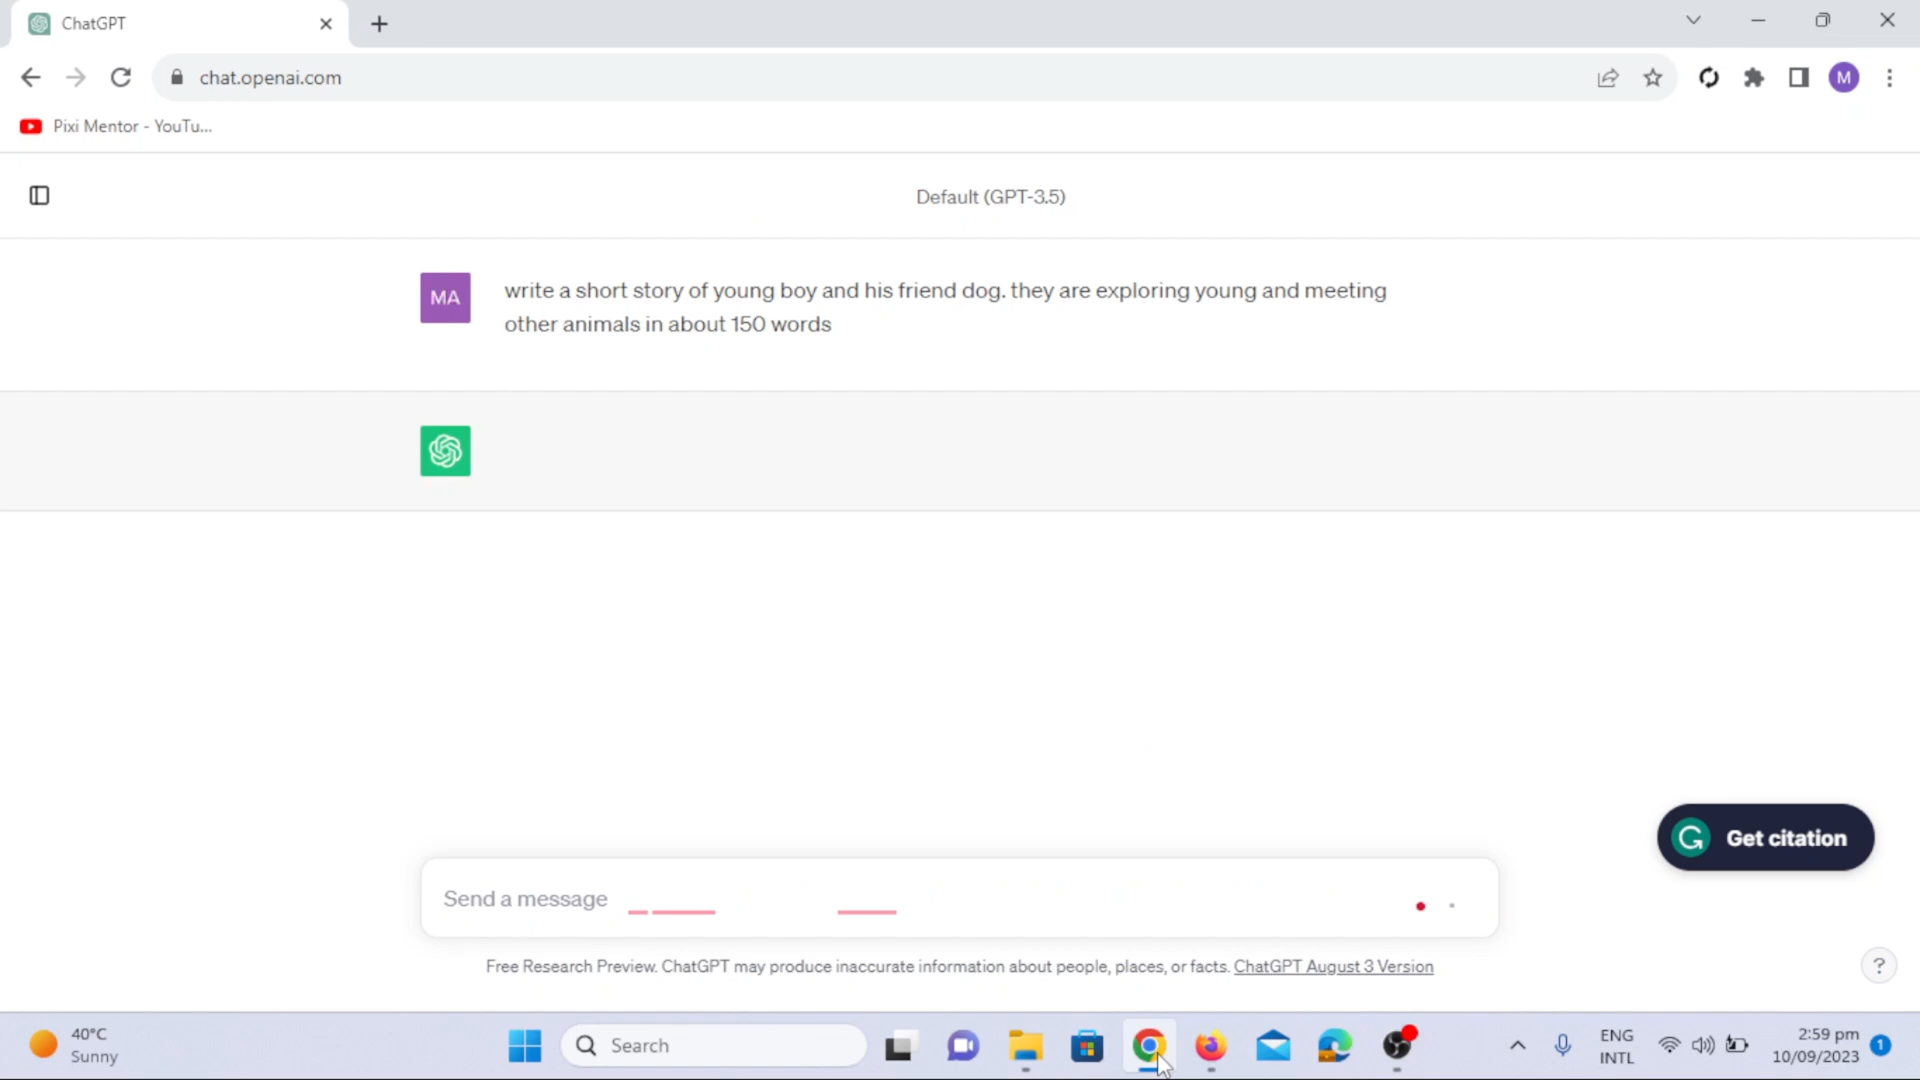 ChatGPT
chat.openai.com
M
Pixi Mentor - YouTu...
Default (GPT-3.5)
MA
write a short story of young boy and his friend dog. they are exploring young and meeting
other animals in about 150 words
G Get citation
Send a message
Free Research Preview. ChatGPT may produce inaccurate information about people, places, or facts. ChatGPT August 3 Version
?
40°C
Sunny
Search
ENG
INTL
2:59 pm
10/09/2023
1